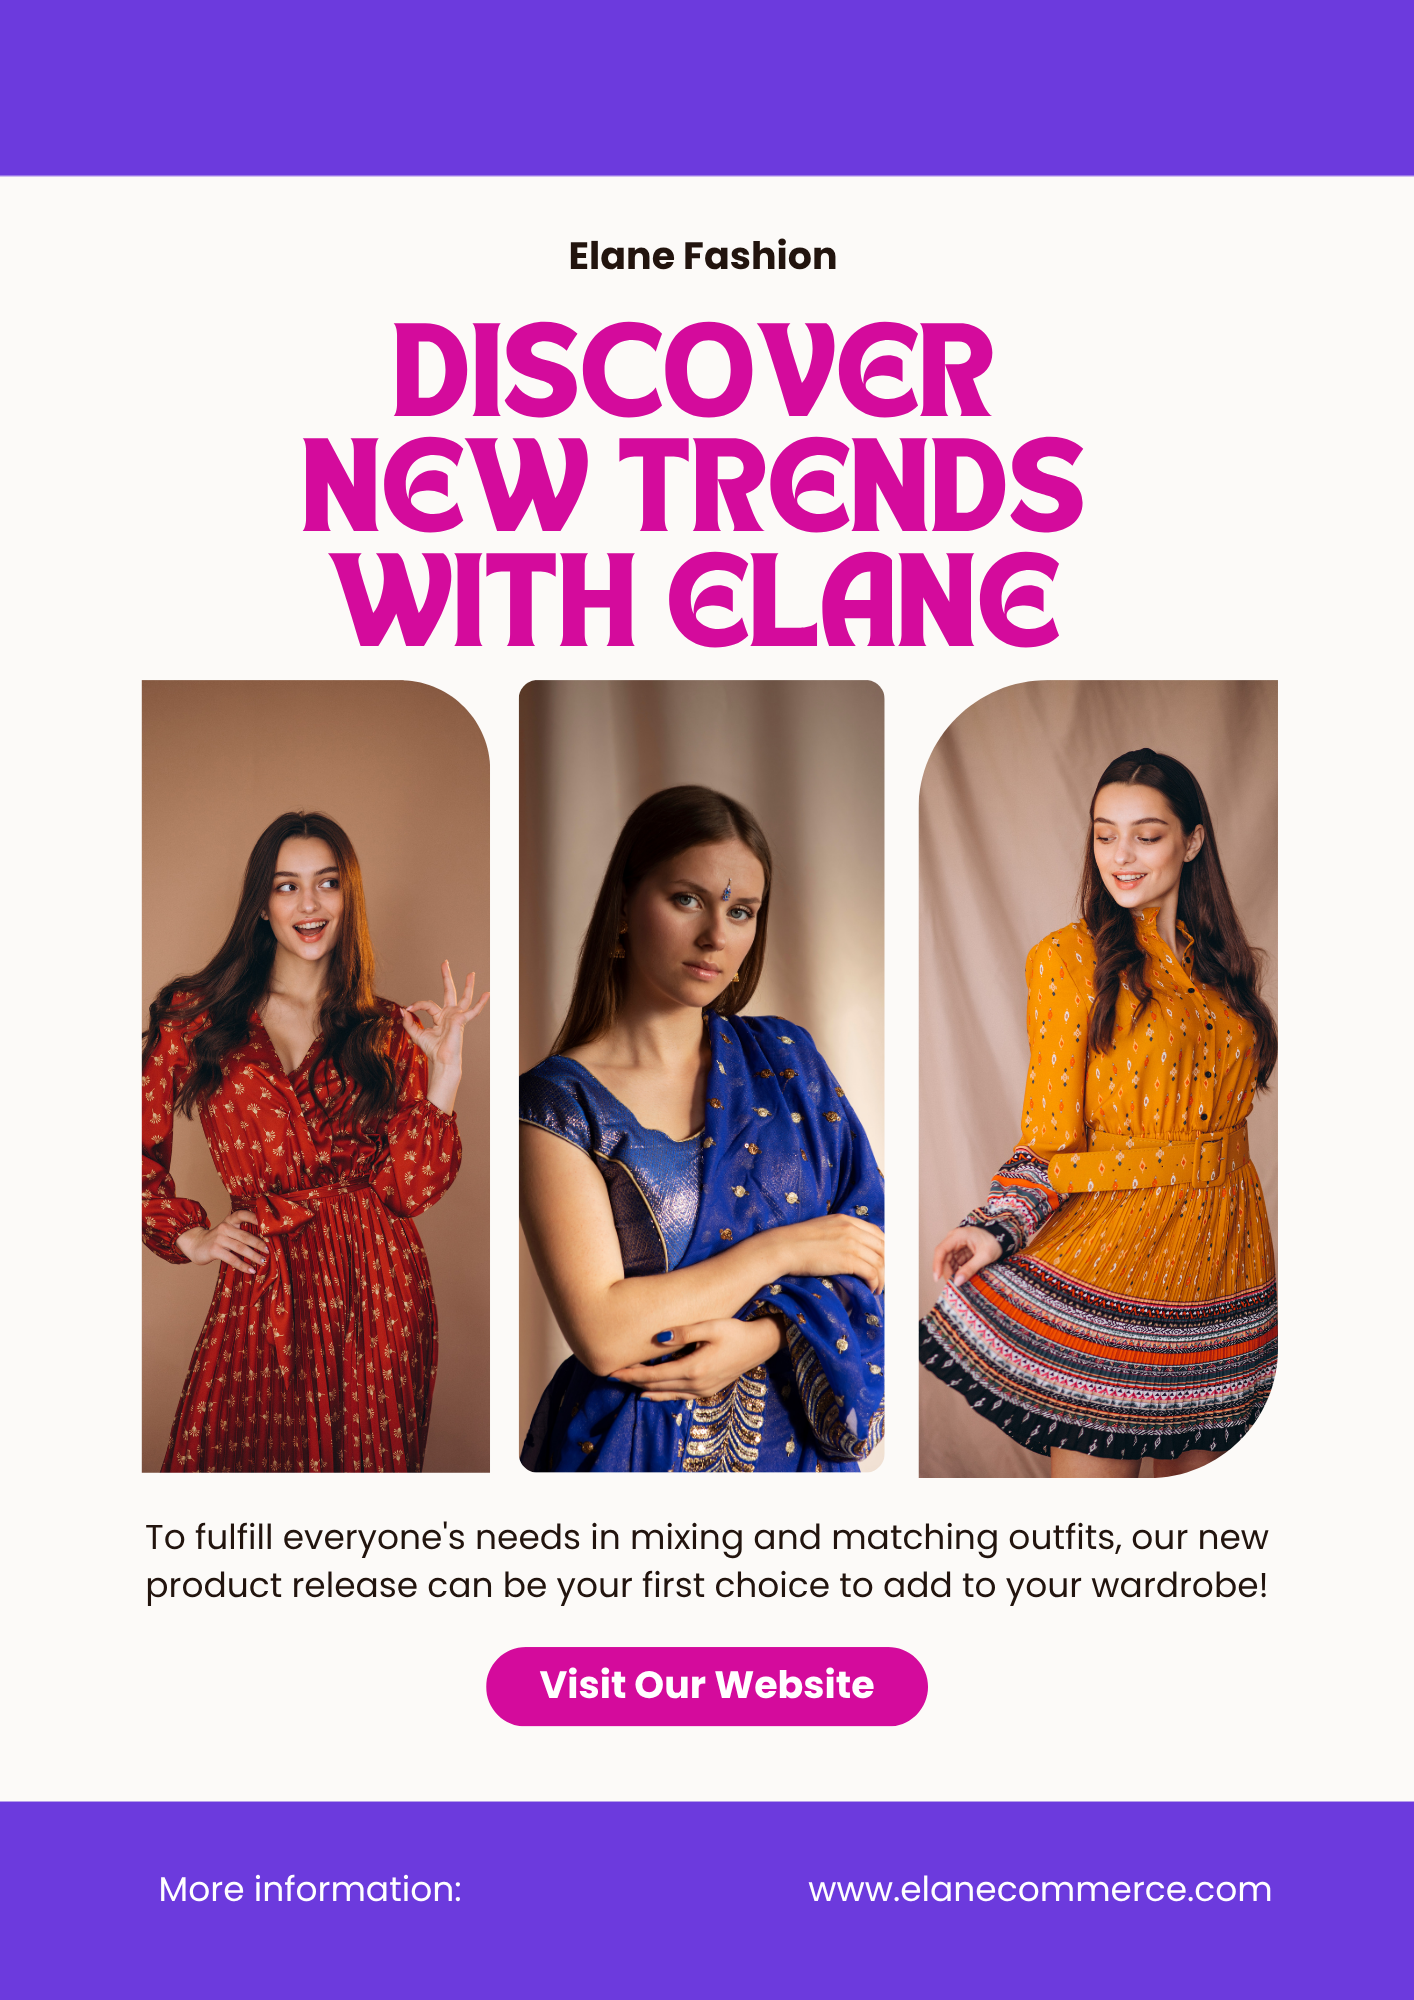 Elane Fashion
DISCOVER
NEW TRENDS
WITH ELANE
To fulfill everyone's needs in mixing and matching outfits, our new
product release can be your first choice to add to your wardrobe!
Visit Our Website
More information:
www.elanecommerce.com